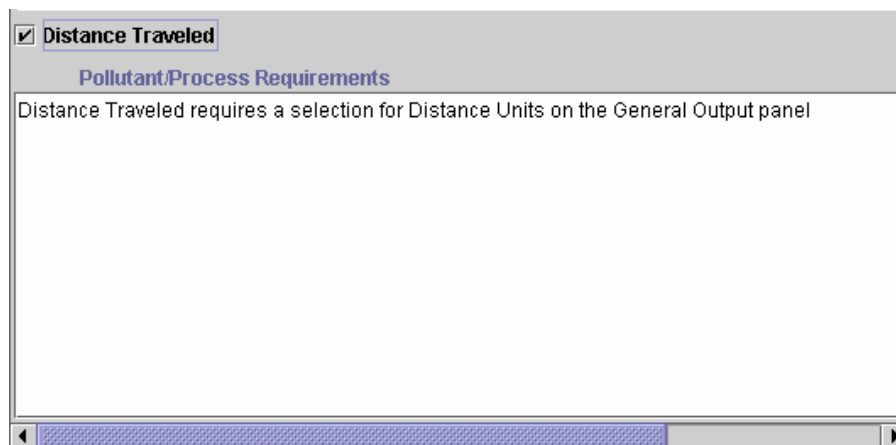 Distance Traveled
Pollutant/Process Requirements
Distance Traveled requires a selection for Distance Units on the General Output panel